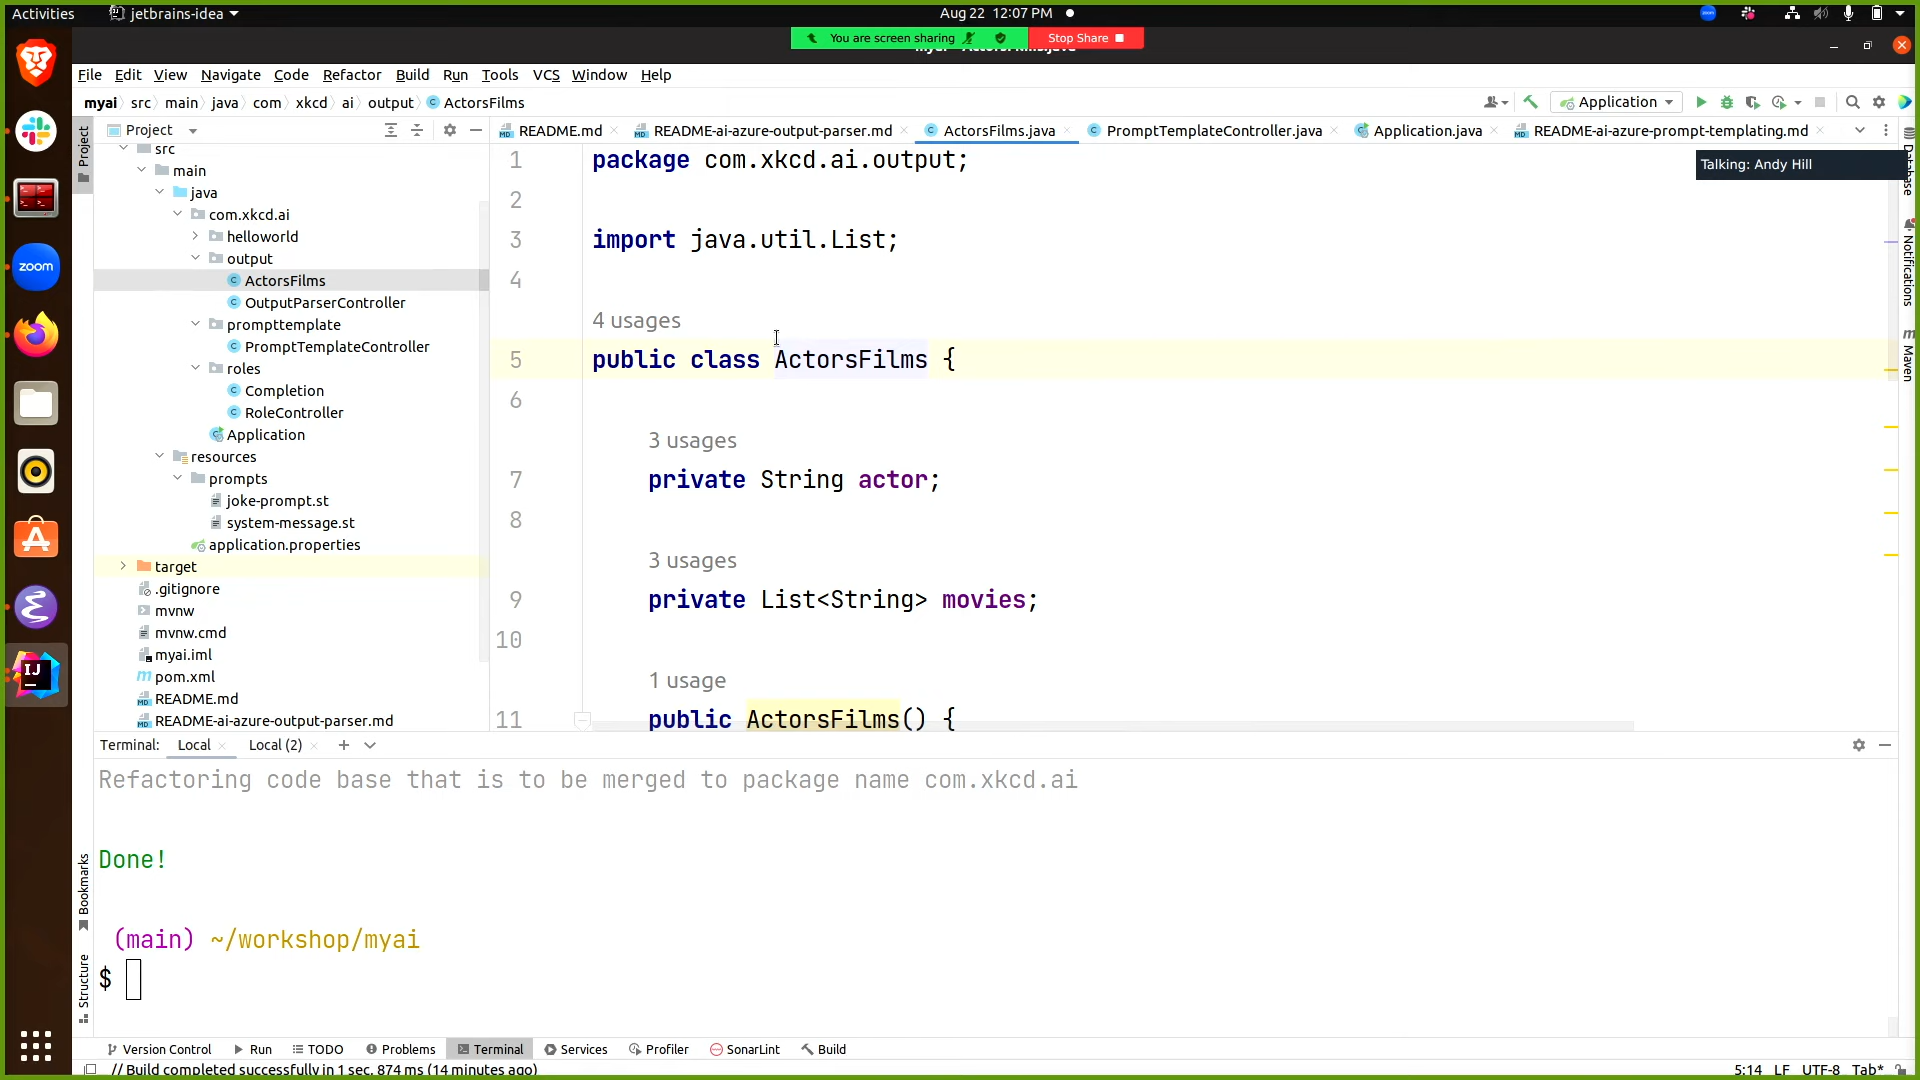 Activities
jetbrains-idea
Aug 22 12:07 PM
zoom
You are screen sharing
Stop Share
File Edit View Navigate Code Refactor Build Run Tools VCS Window Help
myai src main java com xkcd ai output ActorsFilms
Application
Project
README.md
README-ai-azure-output-parser.md
ActorsFilms.java
PromptTemplateController.java
Application.java
README-ai-azure-prompt-templating.md
Talking: Andy Hill
Project
Database
Notifications
Maven
src
main
java
com.xkcd.ai
helloworld
output
ActorsFilms
OutputParserController
prompttemplate
PromptTemplateController
roles
Completion
RoleController
Application
resources
prompts
joke-prompt.st
system-message.st
application.properties
target
.gitignore
mvnw
mvnw.cmd
myai.iml
pom.xml
README.md
README-ai-azure-output-parser.md
1 package com.xkcd.ai.output;
2
3 import java.util.List;
4
4 usages
5 public class ActorsFilms {
6
3 usages
7 private String actor;
8
3 usages
9 private List<String> movies;
10
1 usage
11 public ActorsFilms() {
Terminal: Local Local (2)
Refactoring code base that is to be merged to package name com.xkcd.ai
Done!
(main) ~/workshop/myai
$
Bookmarks
Structure
Version Control Run TODO Problems Terminal Services Profiler SonarLint Build
// Build completed successfully in 1 sec, 874 ms (14 minutes ago)
5:14 LF UTF-8 Tab*